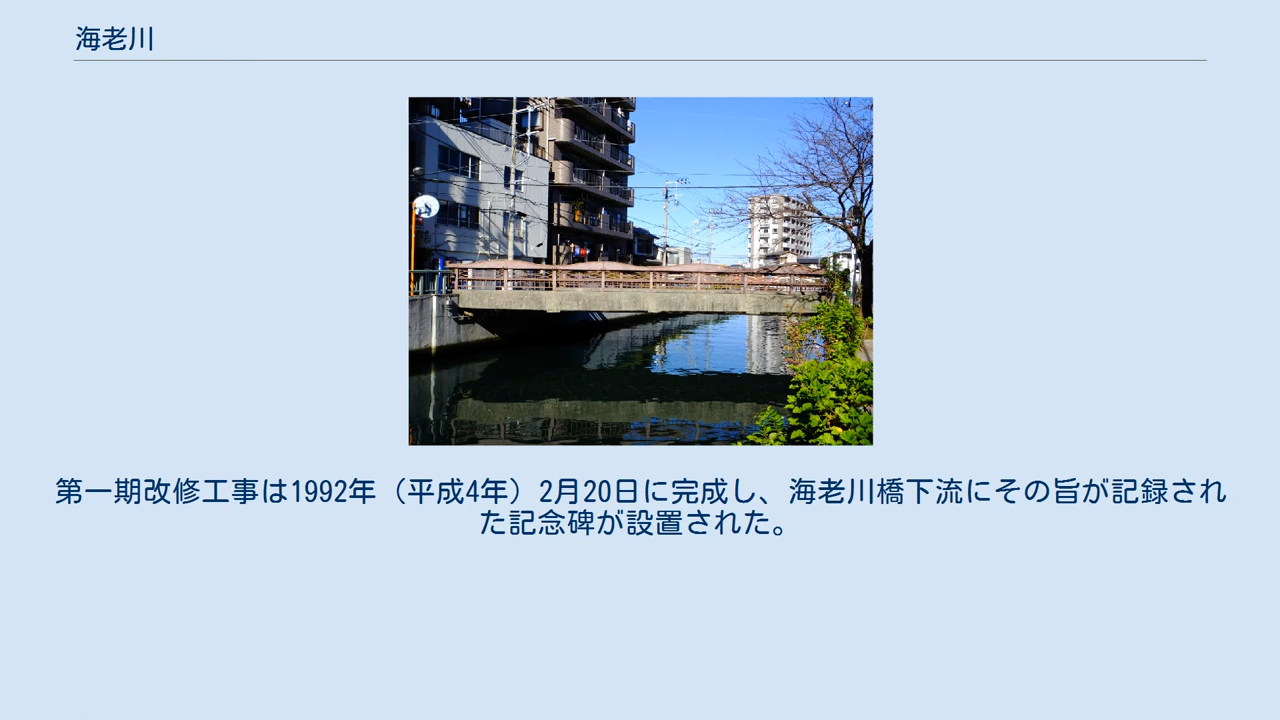 海老川
第一期改修工事は1992年（平成4年）2月20日に完成し、海老川橋下流にその旨が記録され
た記念碑が設置された。